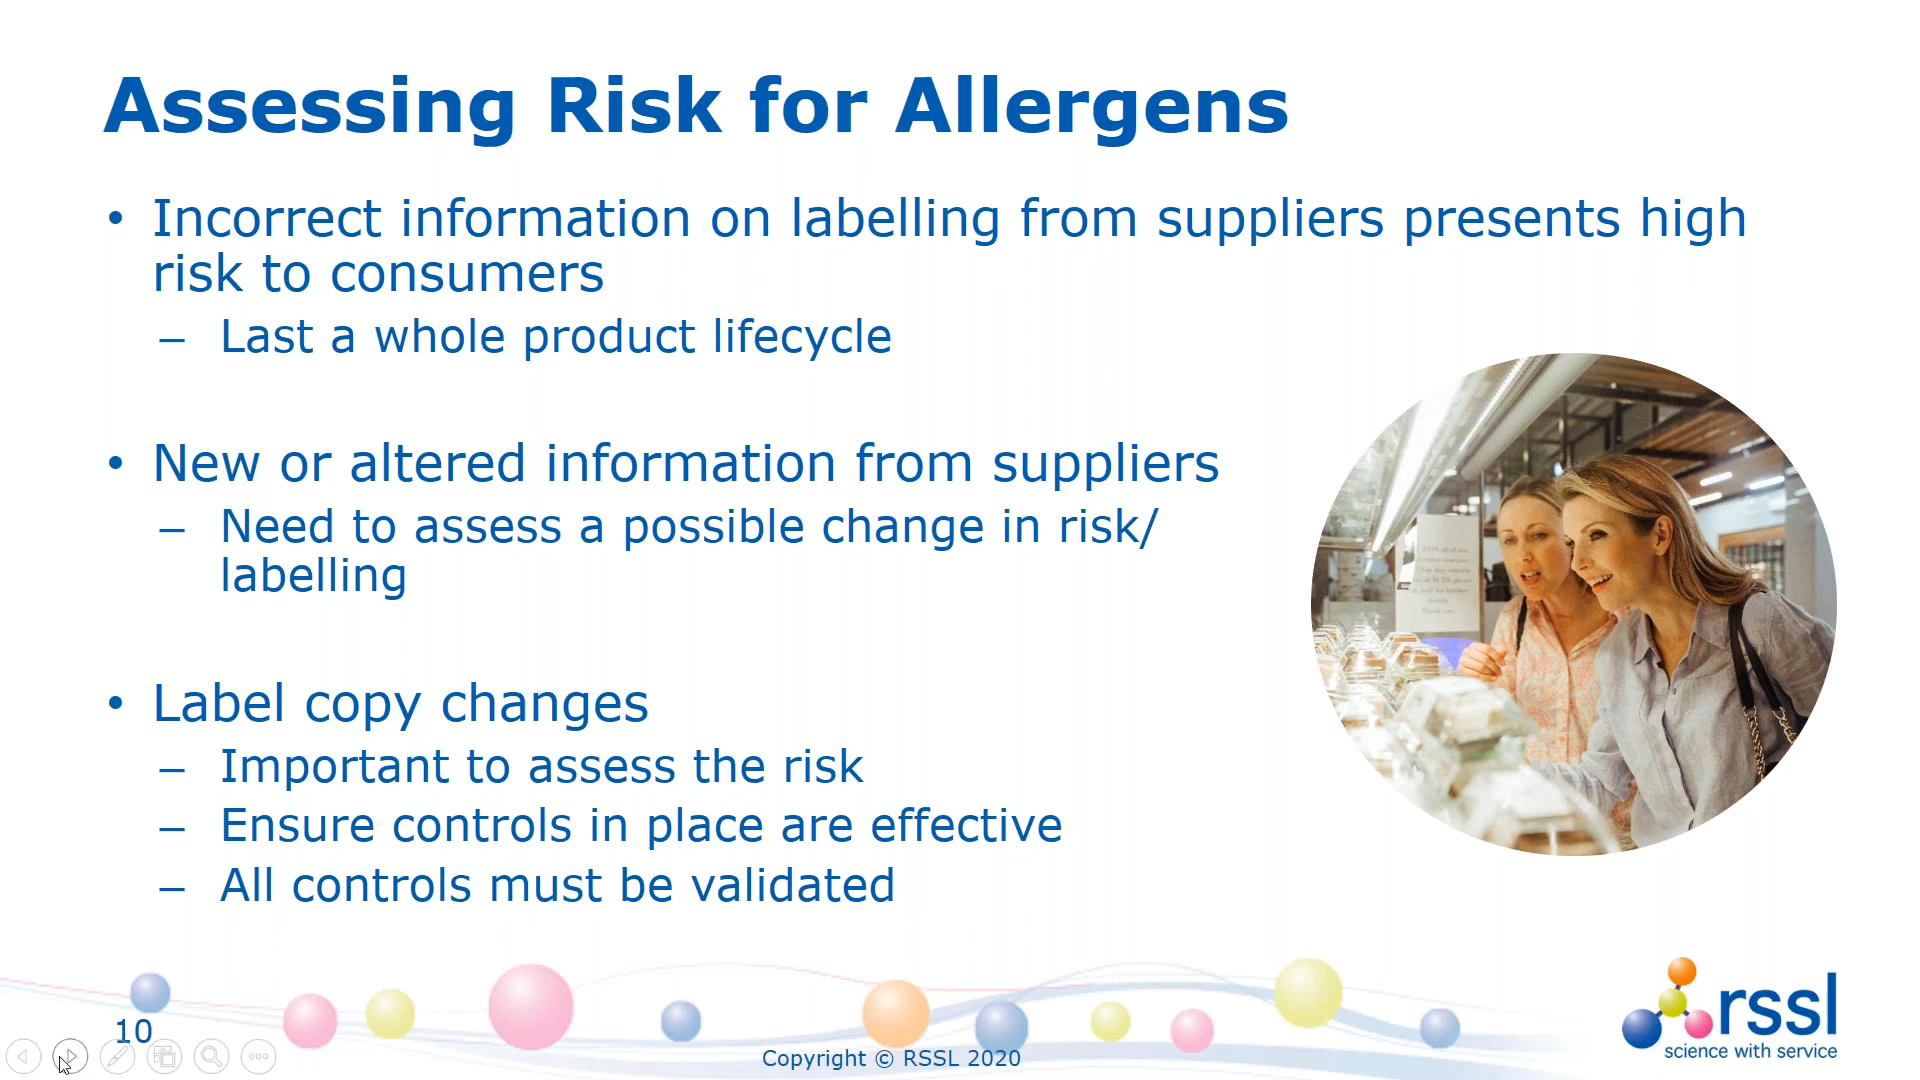 Assessing Risk for Allergens
• Incorrect information on labelling from suppliers presents high
risk to consumers
– Last a whole product lifecycle
• New or altered information from suppliers
– Need to assess a possible change in risk/
labelling
• Label copy changes
– Important to assess the risk
– Ensure controls in place are effective
– All controls must be validated
details.
Thank you.
10
Copyright © RSSL 2020
rssl
science with service